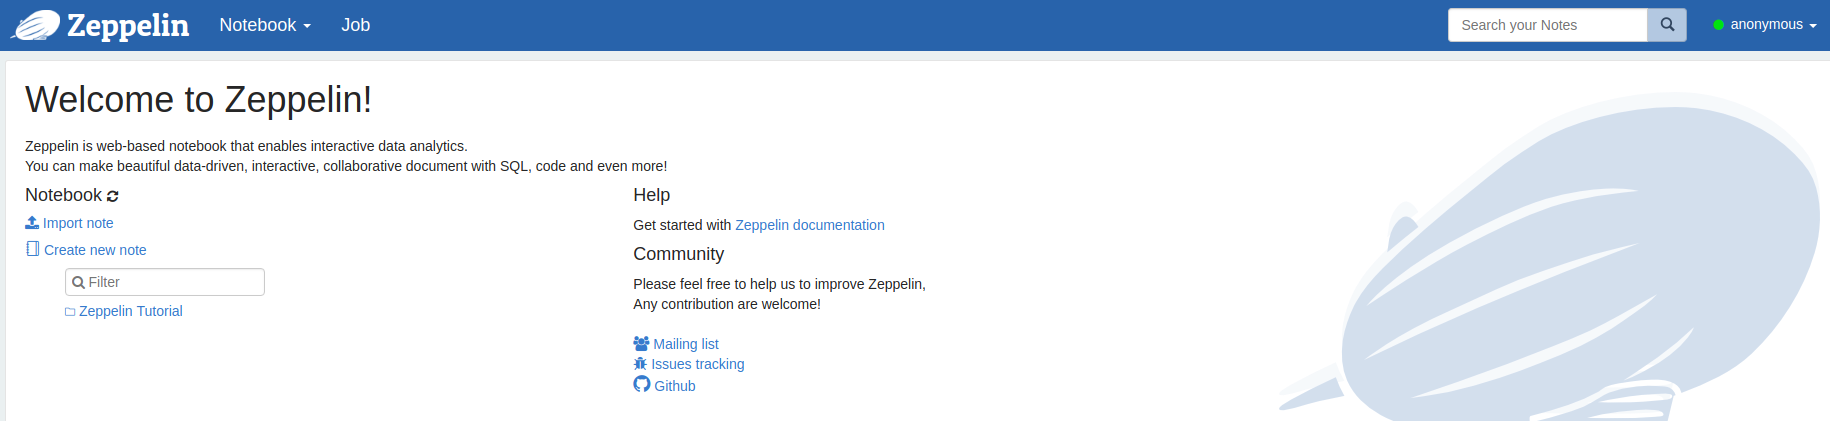 Zeppelin Notebook Job Search your Notes anonymous
Welcome to Zeppelin!
Zeppelin is web-based notebook that enables interactive data analytics.
You can make beautiful data-driven, interactive, collaborative document with SQL, code and even more!
Notebook
Import note
Create new note
Filter
Zeppelin Tutorial
Help
Get started with Zeppelin documentation
Community
Please feel free to help us to improve Zeppelin,
Any contribution are welcome!
Mailing list
Issues tracking
Github